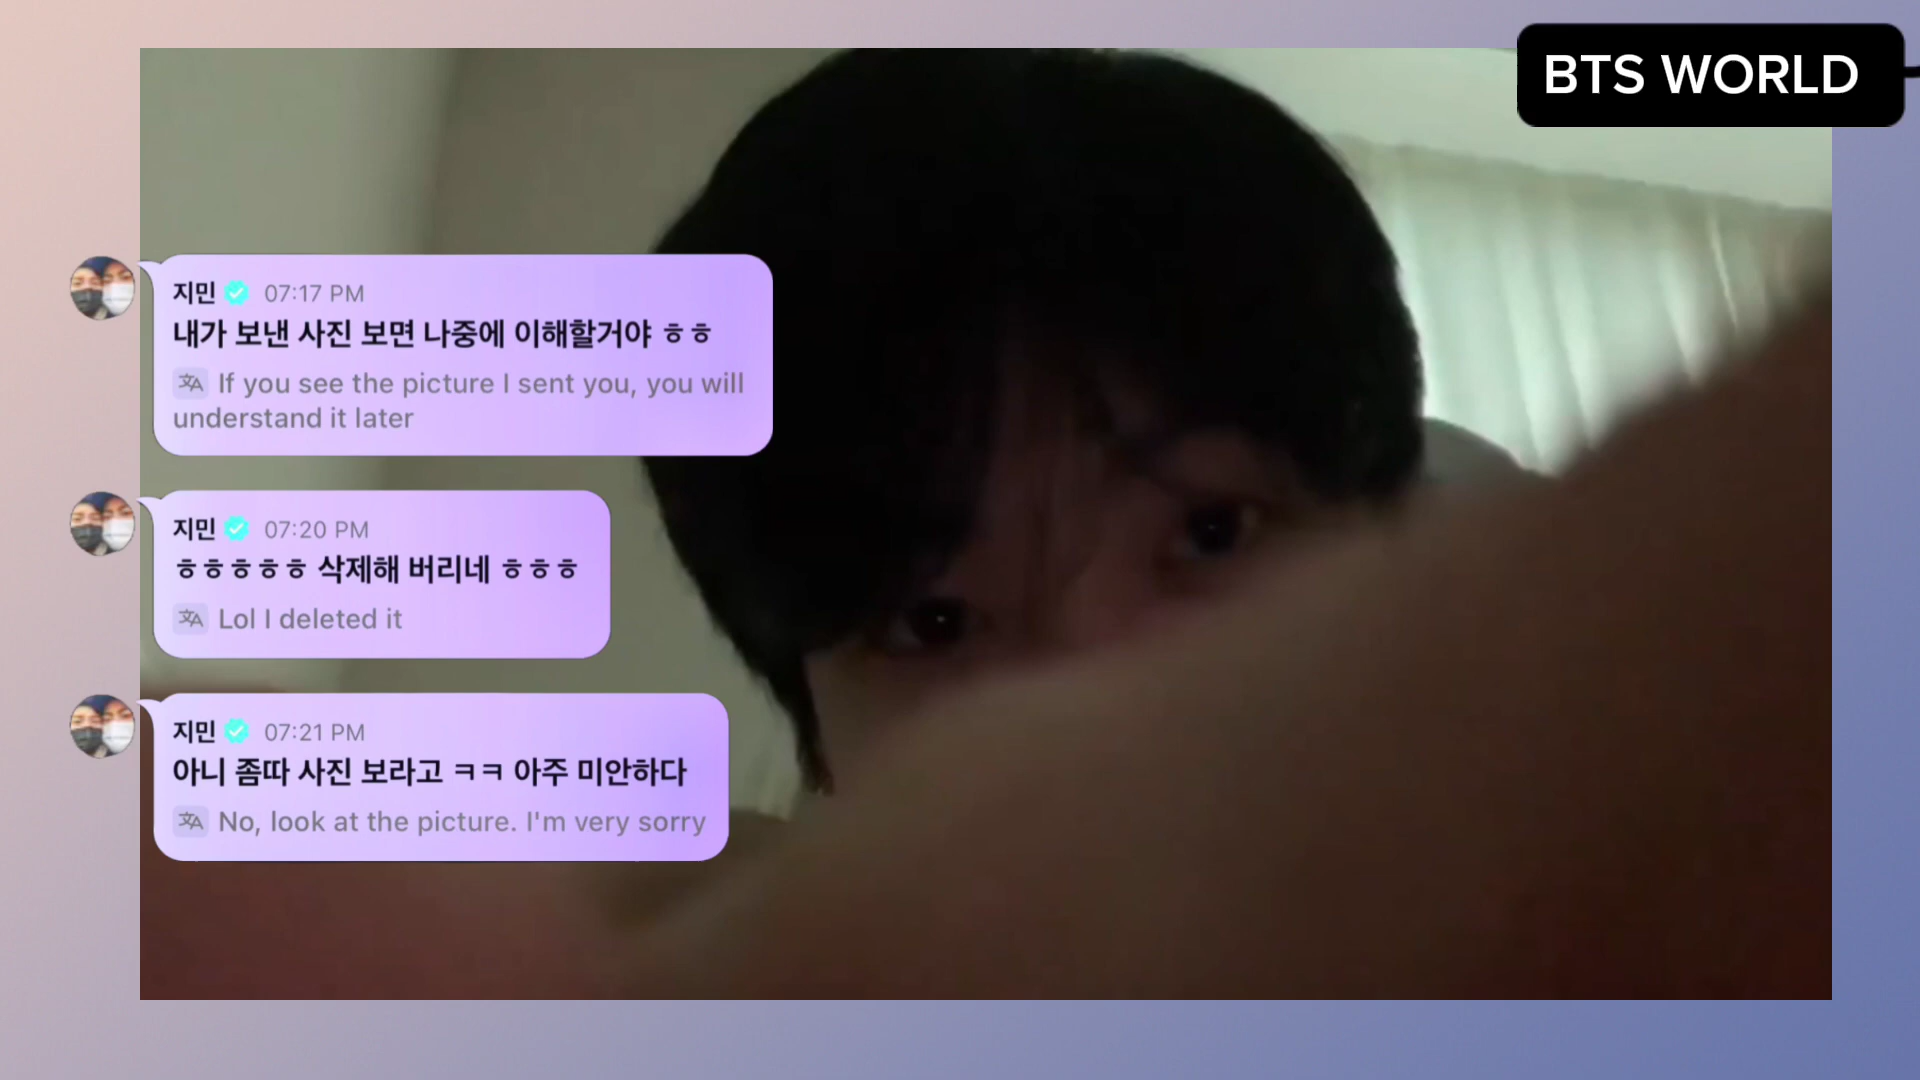 BTS WORLD
지민 07:17 PM
내가 보낸 사진 보면 나중에 이해할거야 ㅎㅎ
If you see the picture I sent you, you will
understand it later
지민 07:20 PM
ㅎㅎㅎㅎㅎ 삭제해 버리네 ㅎㅎㅎ
Lol I deleted it
지민 07:21 PM
아니 좀따 사진 보라고 ㅋㅋ 아주 미안하다
No, look at the picture. I'm very sorry